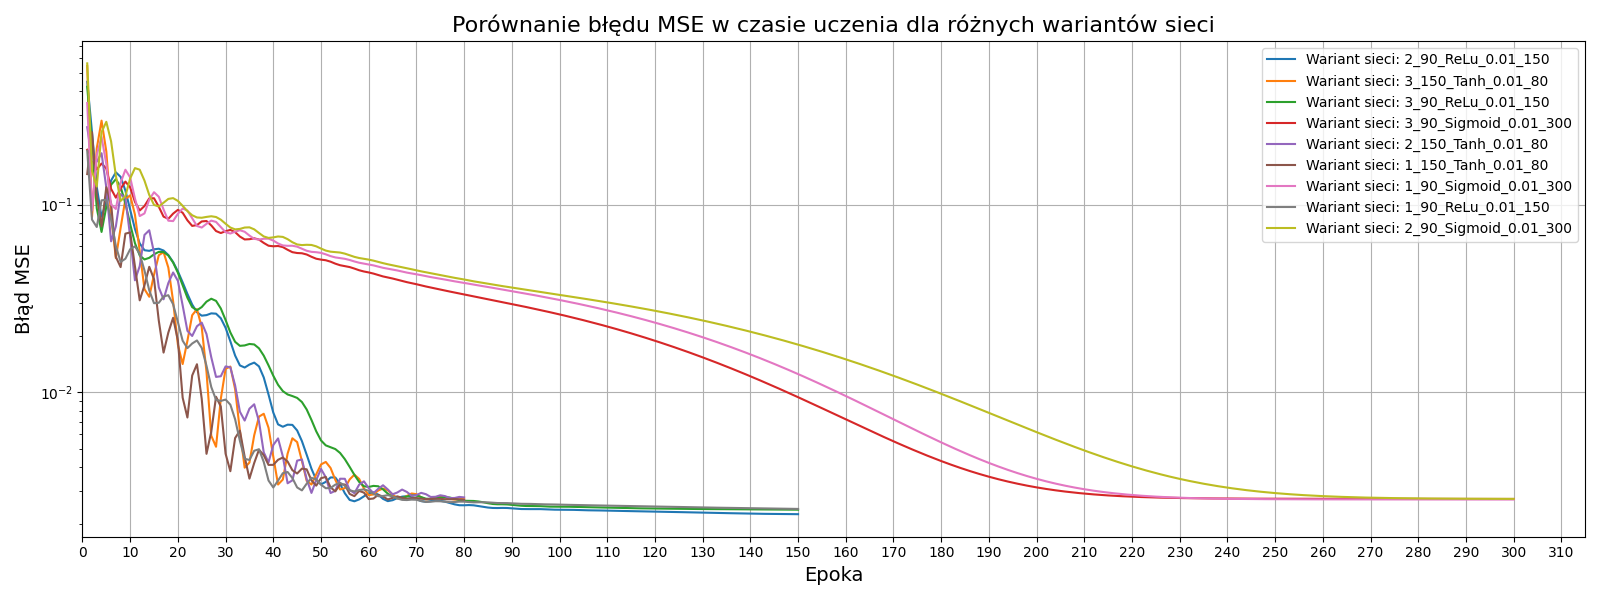 Porównanie błędu MSE w czasie uczenia dla różnych wariantów sieci
Wariant sieci: 2_90_ReLu_0.01_150
Wariant sieci: 3_150_Tanh_0.01_80
Wariant sieci: 3_90_ReLu_0.01_150
Wariant sieci: 3_90_Sigmoid_0.01_300
Wariant sieci: 2_150_Tanh_0.01_80
Wariant sieci: 1_150_Tanh_0.01_80
Wariant sieci: 1_90_Sigmoid_0.01_300
Wariant sieci: 1_90_ReLu_0.01_150
Wariant sieci: 2_90_Sigmoid_0.01_300
Błąd MSE
10⁻¹
10⁻²
0 10 20 30 40 50 60 70 80 90 100 110 120 130 140 150 160 170 180 190 200 210 220 230 240 250 260 270 280 290 300 310
Epoka